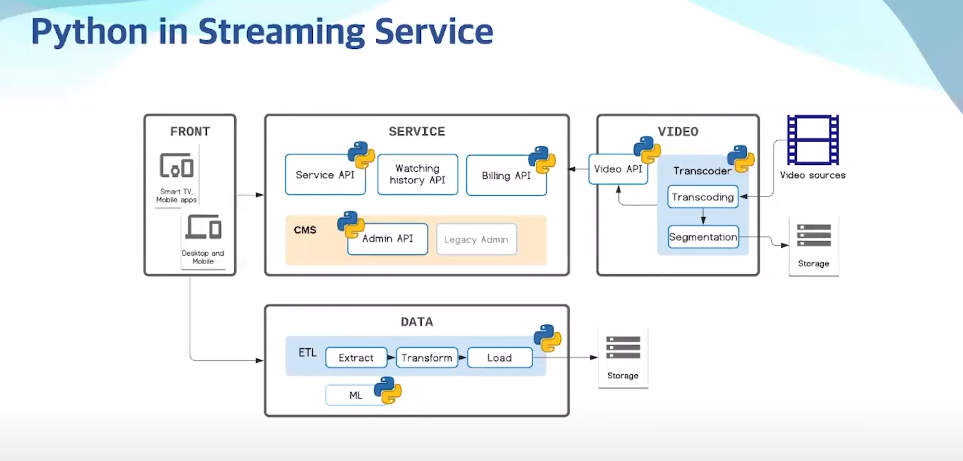 Python in Streaming Service
FRONT
Smart TV,
Mobile apps
Desktop and
Mobile
SERVICE
Service API
Watching
history API
Billing API
CMS
Admin API
Legacy Admin
VIDEO
Video API
Transcoder
Transcoding
Segmentation
Video sources
Storage
DATA
ETL
Extract
Transform
Load
ML
Storage